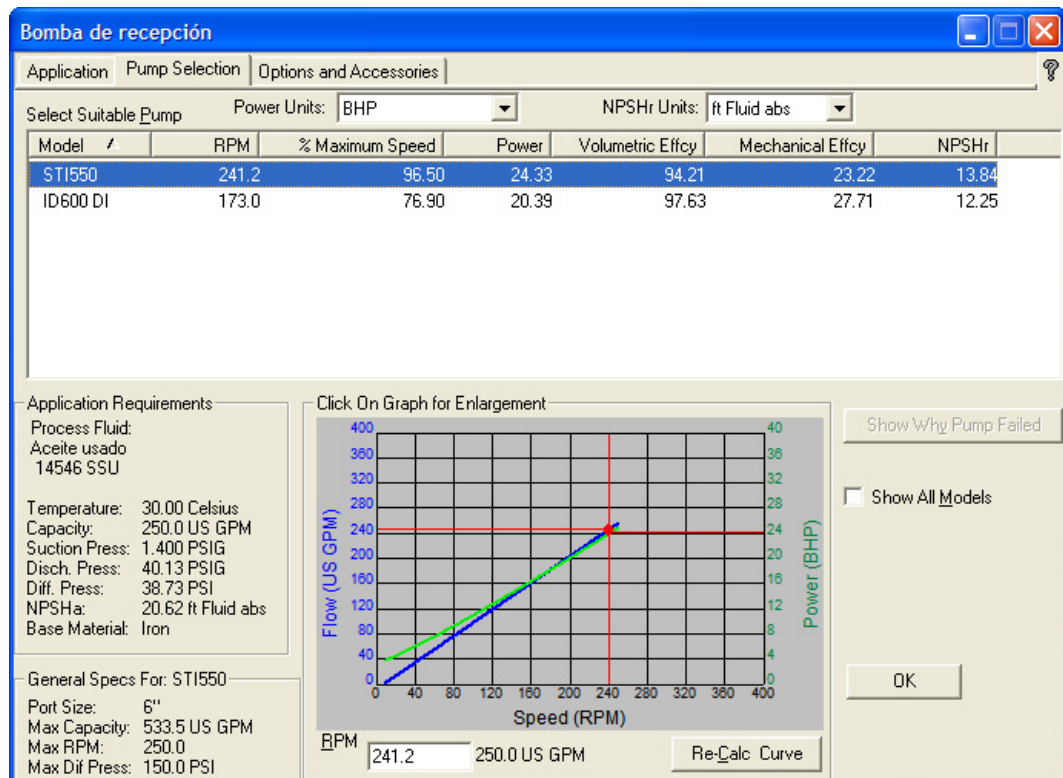 Bomba de recepción
Application Pump Selection Options and Accessories
Select Suitable Pump Power Units: BHP NPSHr Units: ft Fluid abs
Model RPM % Maximum Speed Power Volumetric Effcy Mechanical Effcy NPSHr
STI550 241.2 96.50 24.33 94.21 23.22 13.84
ID600 DI 173.0 76.90 20.39 97.63 27.71 12.25
Application Requirements
Process Fluid:
Aceite usado
14546 SSU
Temperature: 30.00 Celsius
Capacity: 250.0 US GPM
Suction Press: 1.400 PSIG
Disch. Press: 40.13 PSIG
Diff. Press: 38.73 PSI
NPSHa: 20.62 ft Fluid abs
Base Material: Iron
General Specs For: STI550
Port Size: 6"
Max Capacity: 533.5 US GPM
Max RPM: 250.0
Max Dif Press: 150.0 PSI
Click On Graph for Enlargement
Flow (US GPM)
400
360
320
280
240
200
160
120
80
40
0
0 40 80 120 160 200 240 280 320 360 400
Speed (RPM)
40
36
32
28
24
20
16
12
8
4
0
Power (BHP)
RPM 241.2 250.0 US GPM Re-Calc Curve
Show Why Pump Failed
Show All Models
OK